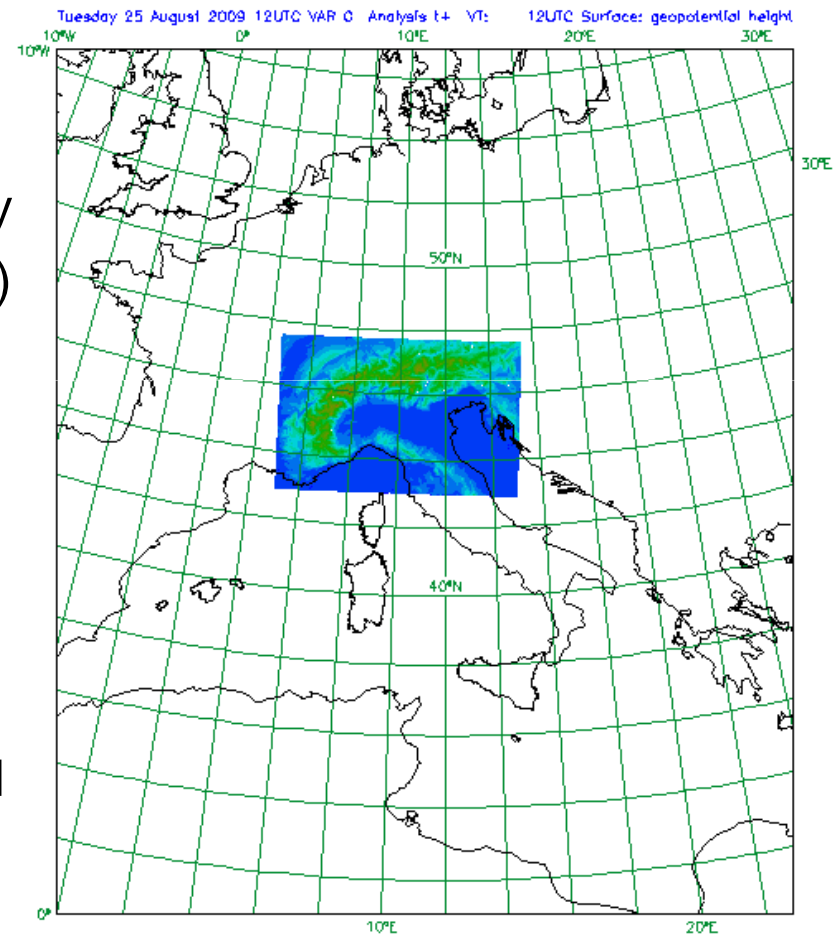 Tuesday 25 August 2009 12UTC VAR C Analysis t+ VT: 12UTC Surface: geopotential height
10°W 0° 10°E 20°E 30°E
10°W
30°E
y
50°N
)
40°N
0°
10°E 20°E